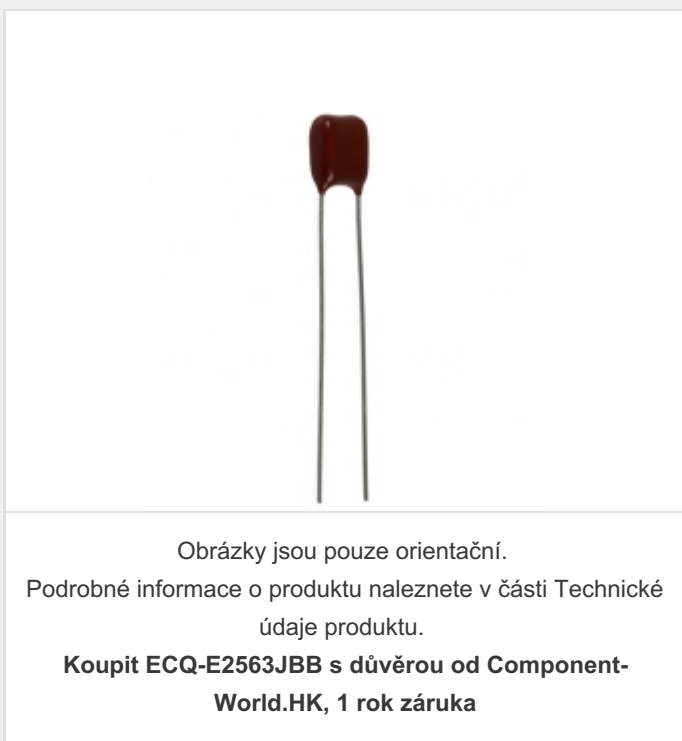 Obrázky jsou pouze orientační.
Podrobné informace o produktu naleznete v části Technické
údaje produktu.
Koupit ECQ-E2563JBB s důvěrou od Component-
World.HK, 1 rok záruka